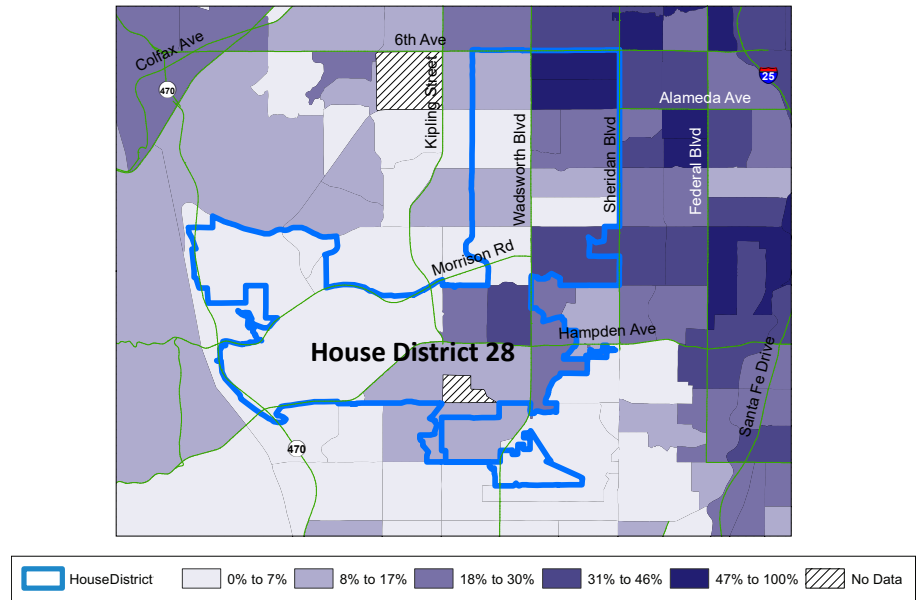 Colfax Ave
6th Ave
470
Kipling Street
25
Alameda Ave
Wadsworth Blvd
Sheridan Blvd
Federal Blvd
Morrison Rd
Hampden Ave
House District 28
Santa Fe Drive
470
HouseDistrict
0% to 7%
8% to 17%
18% to 30%
31% to 46%
47% to 100%
No Data